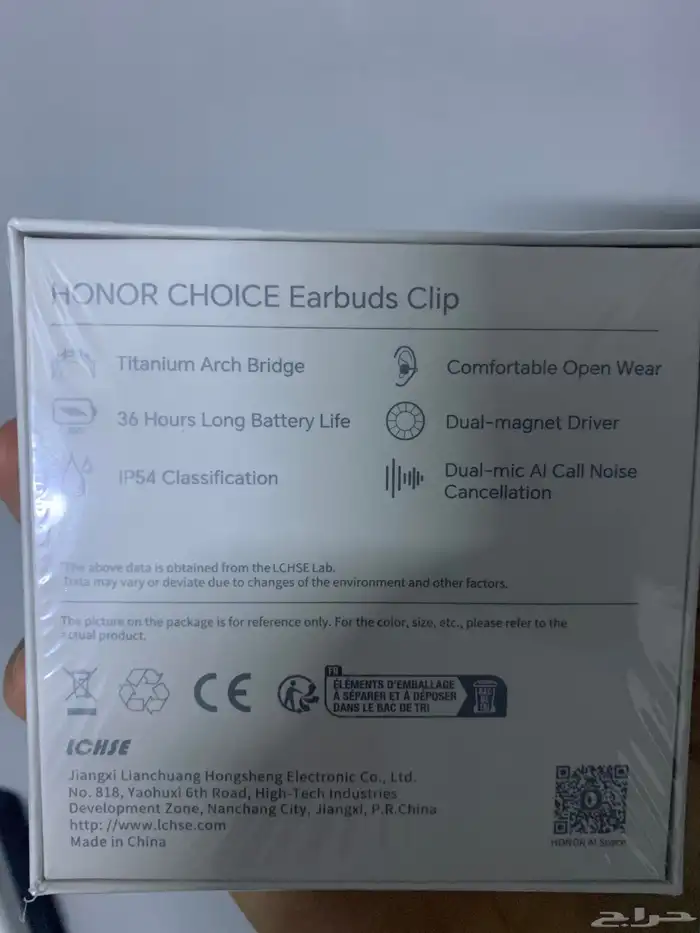 HONOR CHOICE Earbuds Clip
Titanium Arch Bridge
Comfortable Open Wear
36 Hours Long Battery Life
Dual-magnet Driver
IP54 Classification
Dual-mic AI Call Noise
Cancellation
The above data is obtained from the LCHSE Lab.
Data may vary or deviate due to changes of the environment and other factors.
The picture on the package is for reference only. For the color, size, etc., please refer to the
actual product.
CE
FR
ÉLÉMENTS D'EMBALLAGE
À SÉPARER ET À DÉPOSER
DANS LE BAC DE TRI
BAC
DE
TRI
LCHSE
Jiangxi Lianchuang Hongsheng Electronic Co., Ltd.
No. 818, Yaohuxi 6th Road, High-Tech Industries
Development Zone, Nanchang City, Jiangxi, P.R.China
http: //www.lchse.com
Made in China
HONOR AI Space
حراج